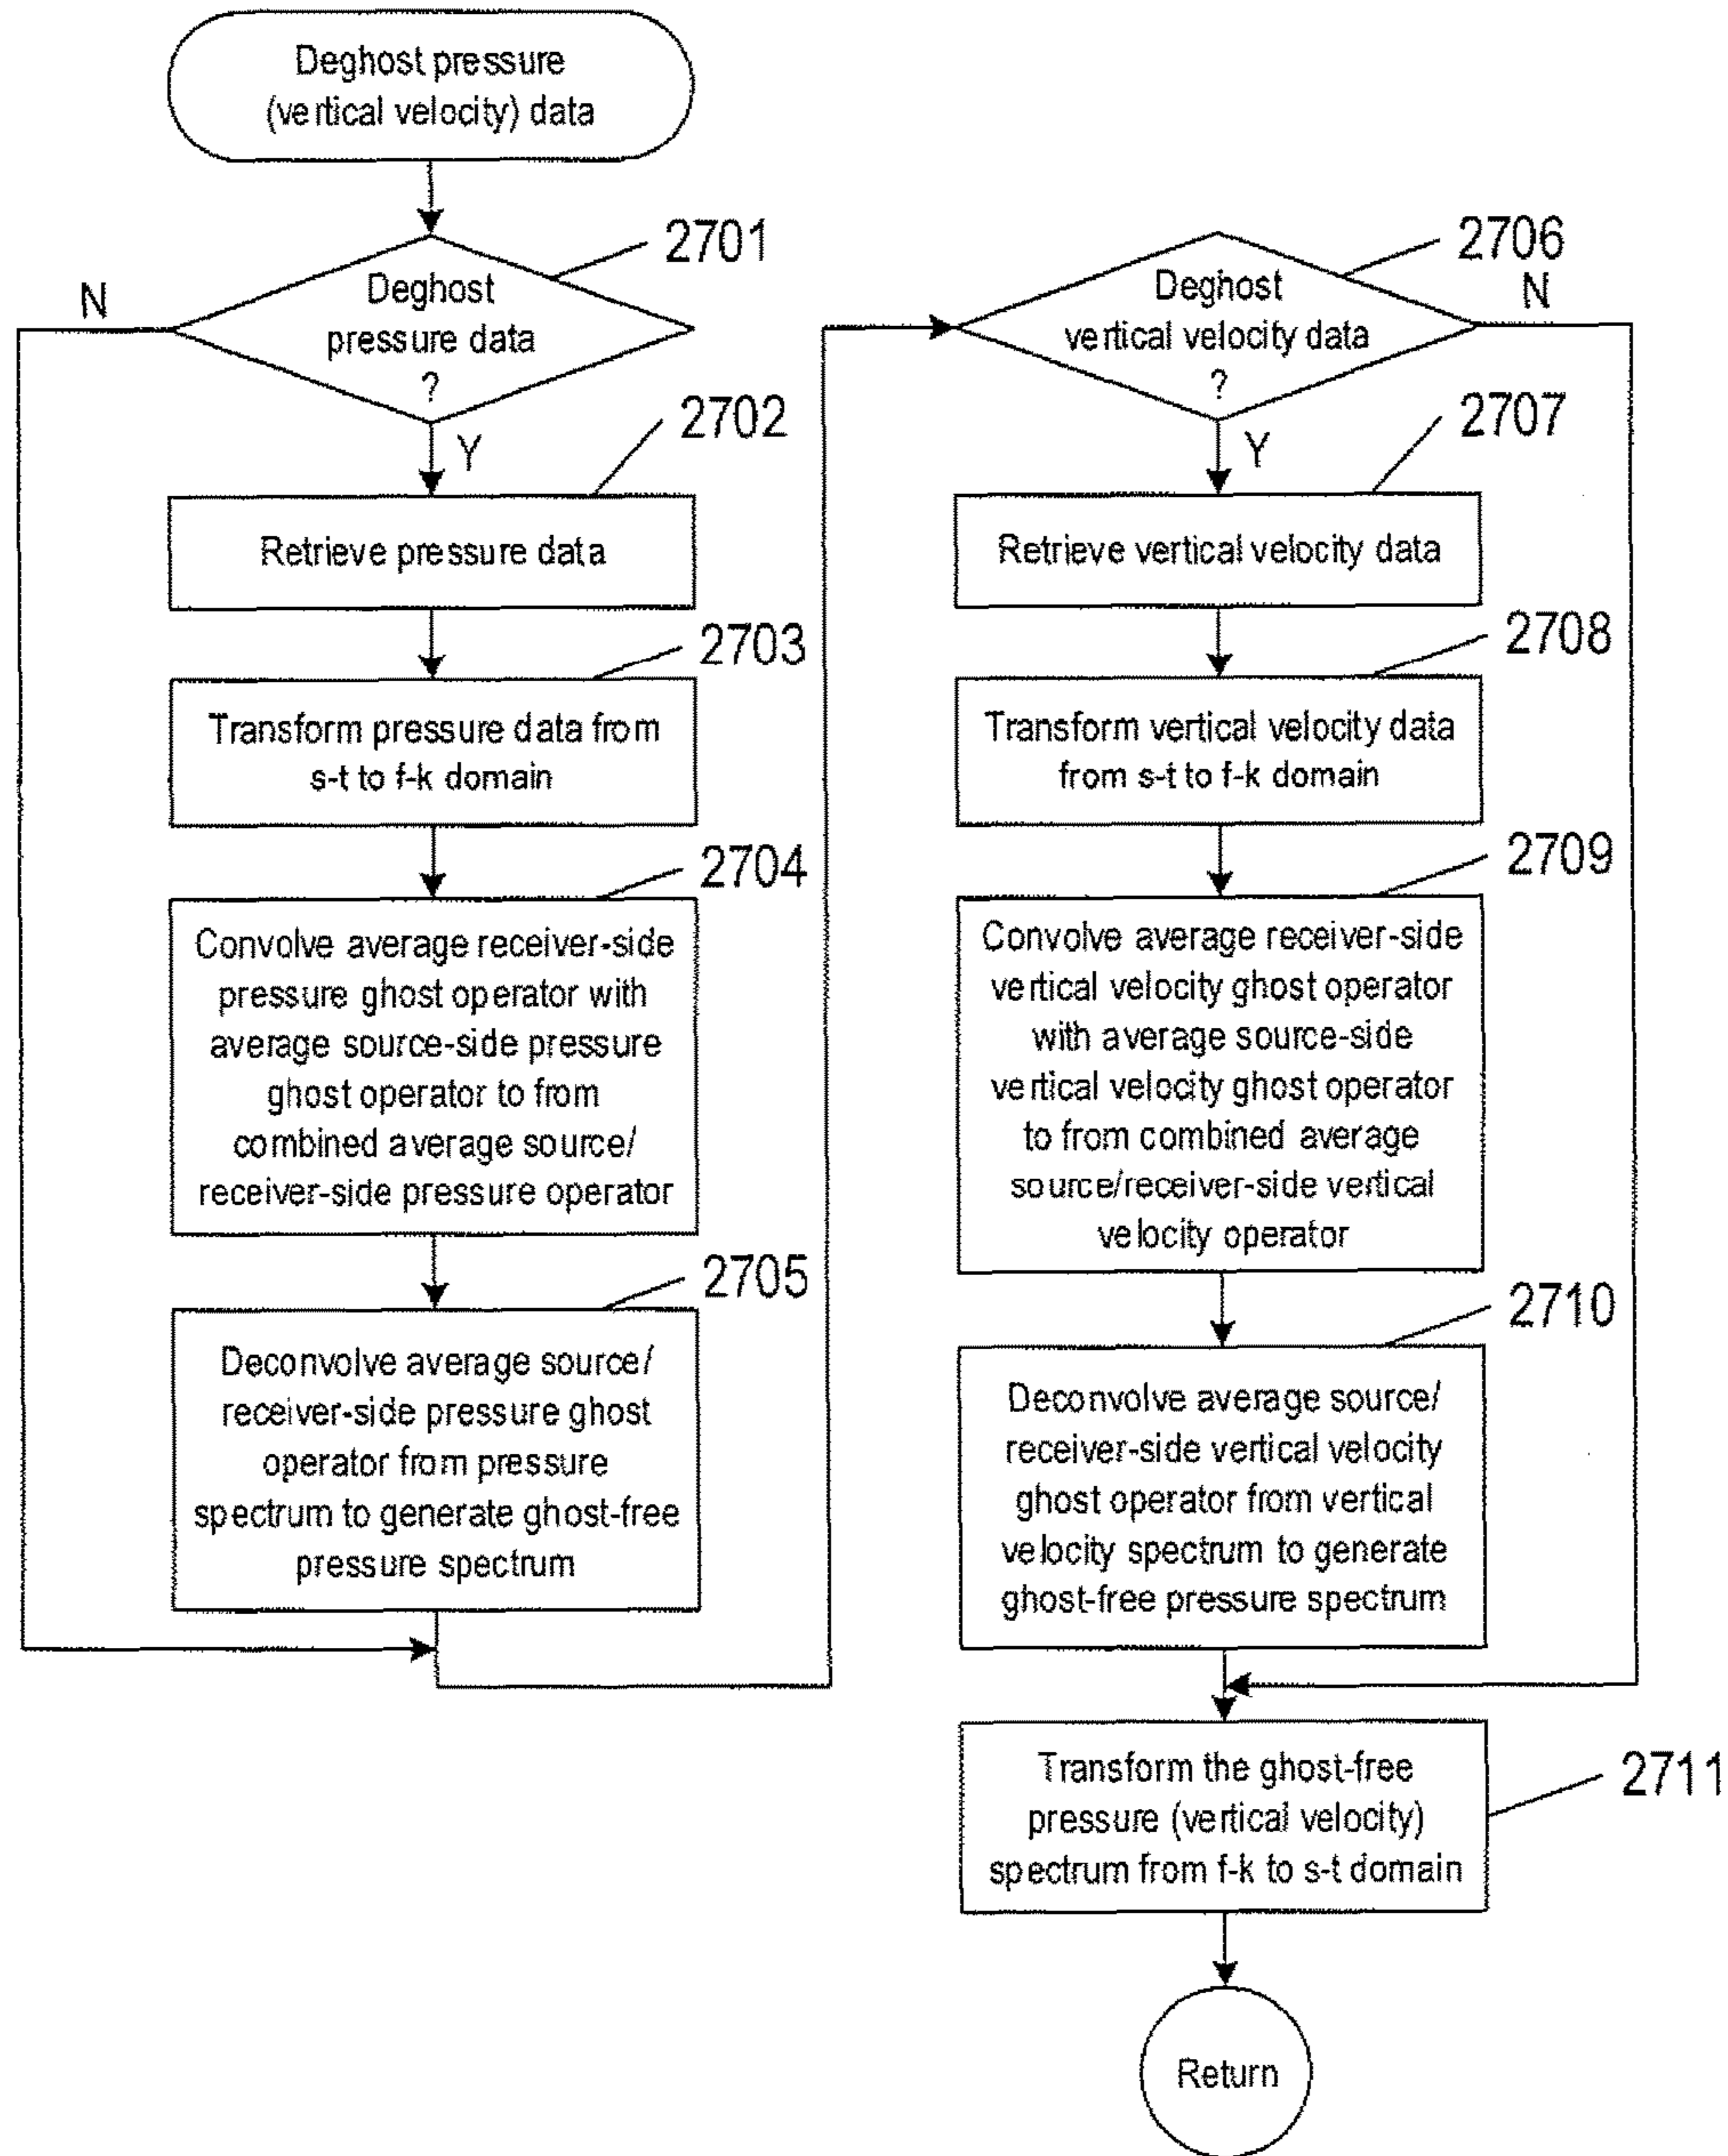 Deghost pressure
(vertical velocity) data
2701
Deghost
pressure data
?
N
Y
2702
Retrieve pressure data
2703
Transform pressure data from
s-t to f-k domain
2704
Convolve average receiver-side
pressure ghost operator with
average source-side pressure
ghost operator to from
combined average source/
receiver-side pressure operator
2705
Deconvolve average source/
receiver-side pressure ghost
operator from pressure
spectrum to generate ghost-free
pressure spectrum
2706
Deghost
vertical velocity data
?
N
Y
2707
Retrieve vertical velocity data
2708
Transform vertical velocity data
from s-t to f-k domain
2709
Convolve average receiver-side
vertical velocity ghost operator
with average source-side
vertical velocity ghost operator
to from combined average
source/receiver-side vertical
velocity operator
2710
Deconvolve average source/
receiver-side vertical velocity
ghost operator from vertical
velocity spectrum to generate
ghost-free pressure spectrum
2711
Transform the ghost-free
pressure (vertical velocity)
spectrum from f-k to s-t domain
Return